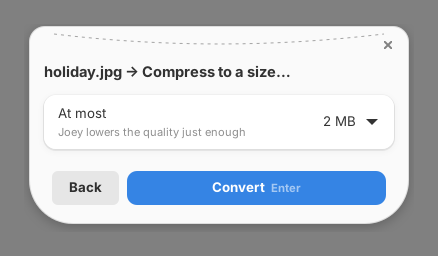 holiday.jpg → Compress to a size…
At most
Joey lowers the quality just enough
2 MB
Back
Convert Enter